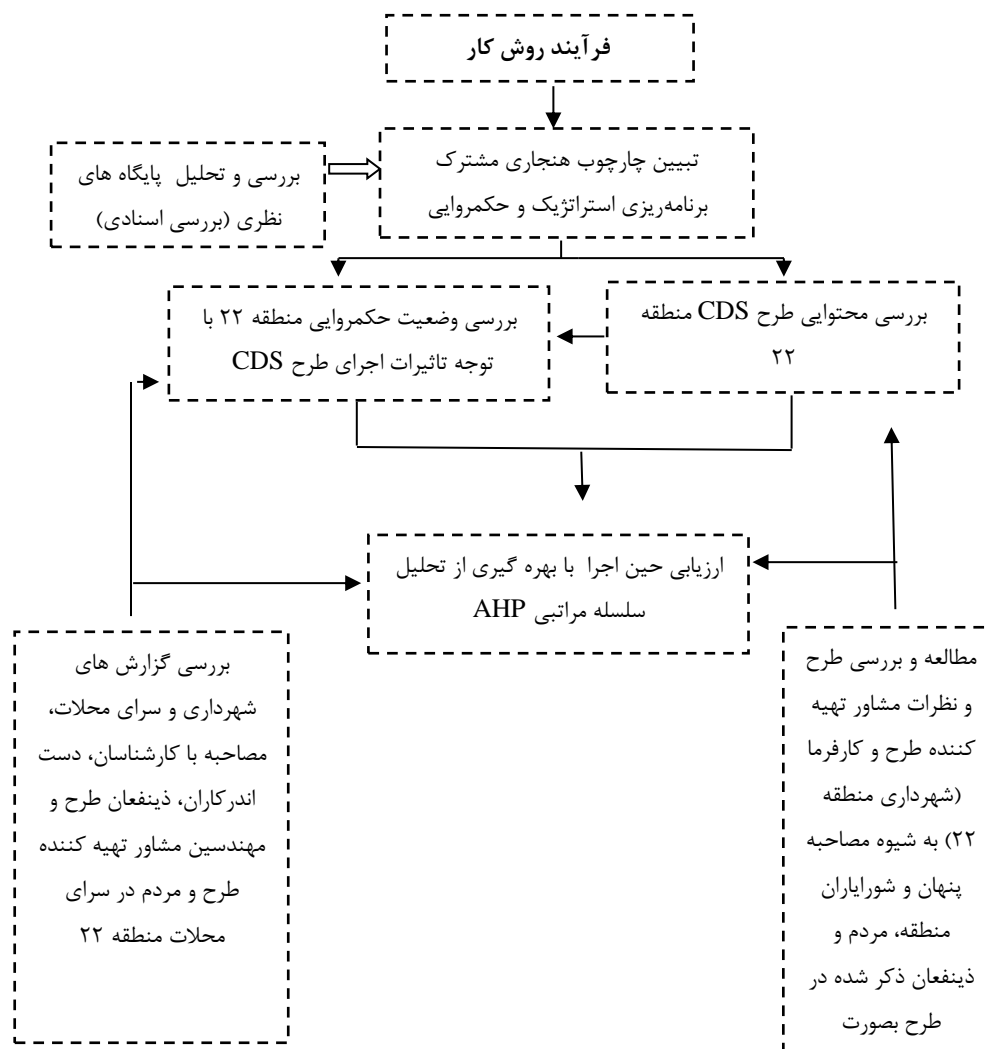 فرآیند روش کار
تبیین چارچوب هنجاری مشترک
برنامه‌ریزی استراتژیک و حکمروایی
بررسی و تحلیل پایگاه های
نظری (بررسی اسنادی)
بررسی محتوایی طرح CDS منطقه
۲۲
بررسی وضعیت حکمروایی منطقه ۲۲ با
توجه تاثیرات اجرای طرح CDS
ارزیابی حین اجرا با بهره گیری از تحلیل
سلسله مراتبی AHP
مطالعه و بررسی طرح
و نظرات مشاور تهیه
کننده طرح و کارفرما
(شهرداری منطقه
۲۲) به شیوه مصاحبه
پنهان و شورایاران
منطقه، مردم و
ذینفعان ذکر شده در
طرح بصورت
بررسی گزارش های
شهرداری و سرای محلات،
مصاحبه با کارشناسان، دست
اندرکاران، ذینفعان طرح و
مهندسین مشاور تهیه کننده
طرح و مردم در سرای
محلات منطقه ۲۲